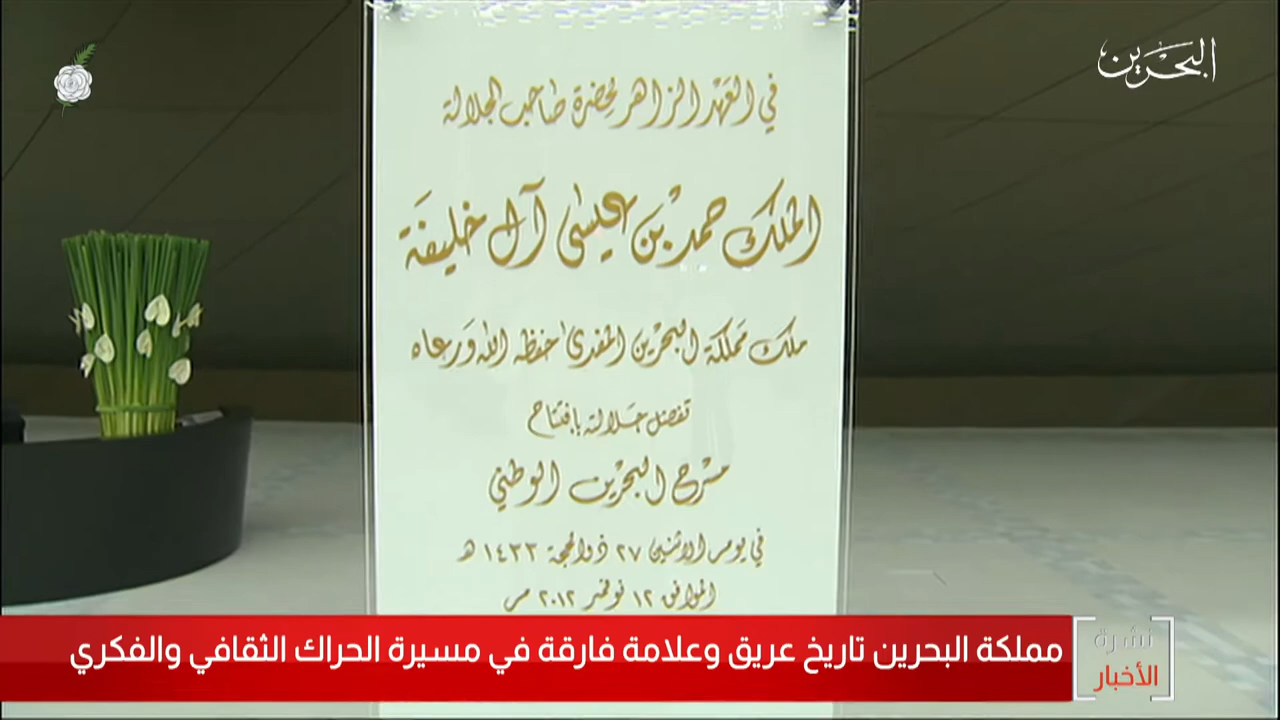 البحرين
في العهد الزاهر لحضرة صاحب الجلالة
الملك حمد بن عيسى آل خليفة
ملك مملكة البحرين المفدى حفظه الله ورعاه
تفضل جلالته بإفتتاح
مسرح البحرين الوطني
في يوم الاثنين ٢٧ ذو الحجة ١٤٣٣ هـ
الموافق ١٢ نوفمبر ٢٠١٢ م
نشرة
الأخبار
مملكة البحرين تاريخ عريق وعلامة فارقة في مسيرة الحراك الثقافي والفكري